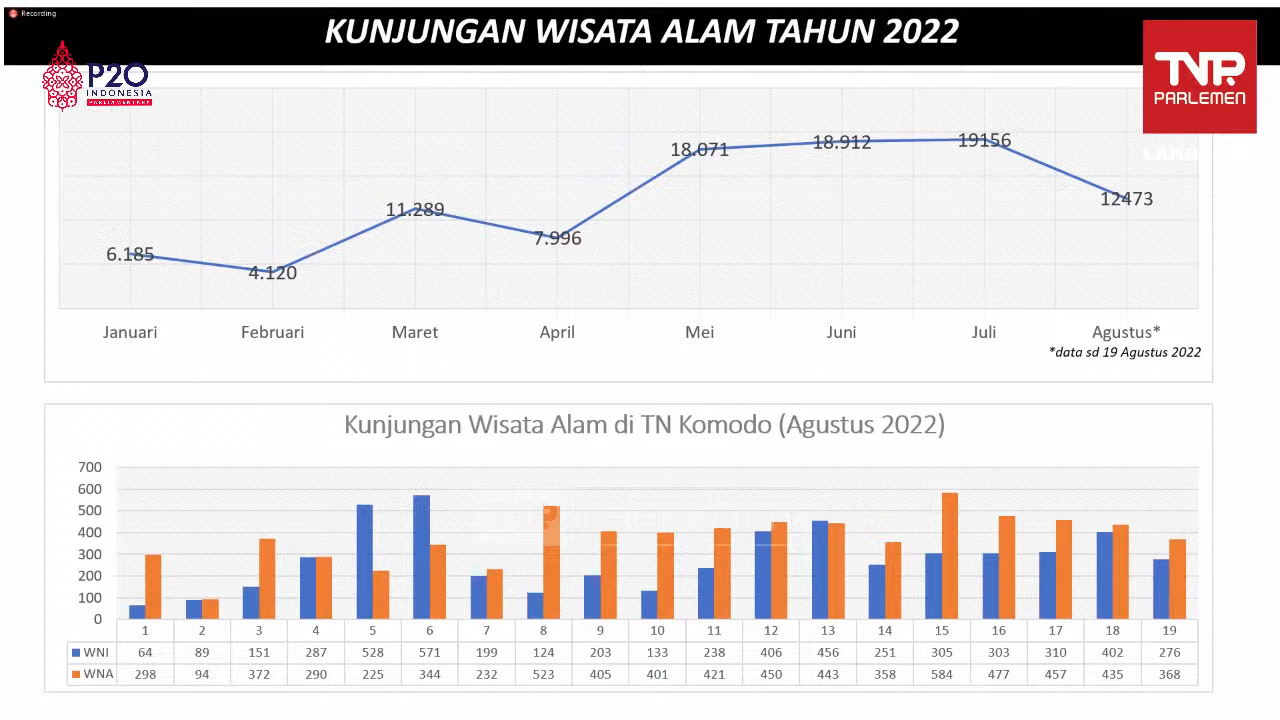 Recording
KUNJUNGAN WISATA ALAM TAHUN 2022
P20
INDONESIA
PARLIAMENTARY
TVR
PARLEMEN
6.185
4.120
11.289
7.996
18.071
18.912
19156
12473
Januari Februari Maret April Mei Juni Juli Agustus*
*data sd 19 Agustus 2022
Kunjungan Wisata Alam di TN Komodo (Agustus 2022)
700
600
500
400
300
200
100
0
1 2 3 4 5 6 7 8 9 10 11 12 13 14 15 16 17 18 19
WNI 64 89 151 287 528 571 199 124 203 133 238 406 456 251 305 303 310 402 276
WNA 298 94 372 290 225 344 232 523 405 401 421 450 443 358 584 477 457 435 368